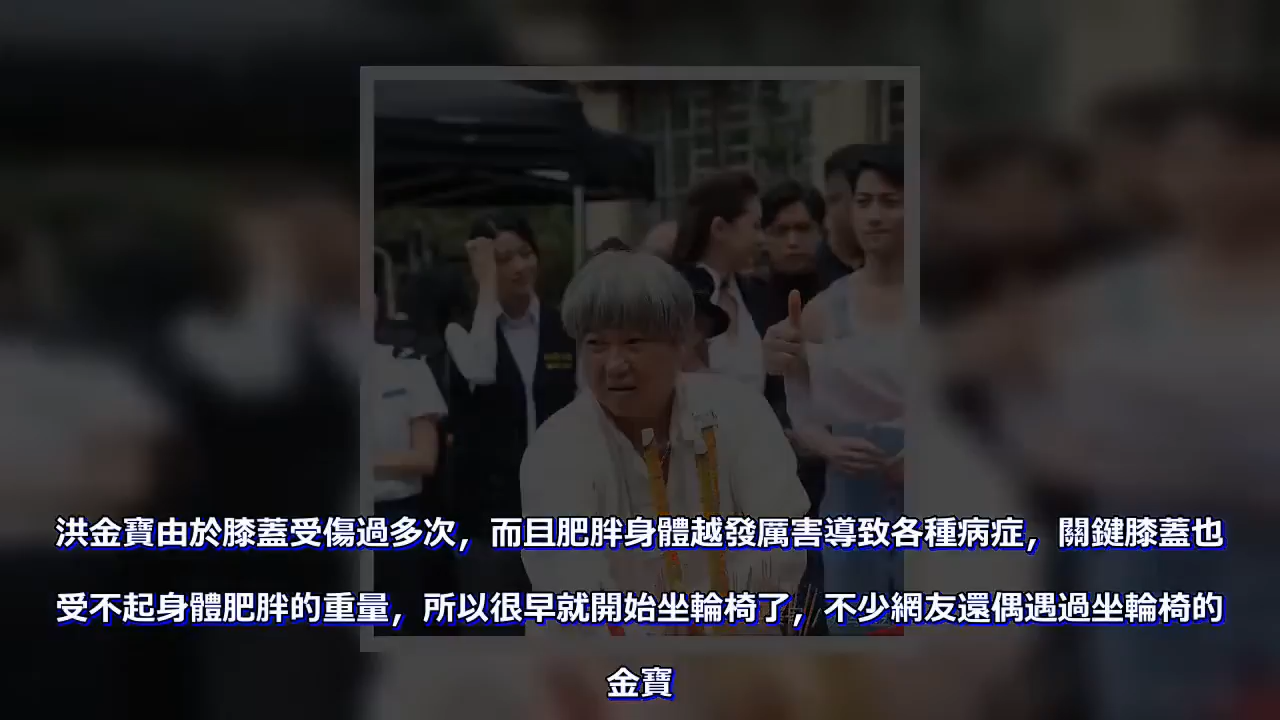 洪金寶由於膝蓋受傷過多次，而且肥胖身體越發厲害導致各種病症，關鍵膝蓋也
受不起身體肥胖的重量，所以很早就開始坐輪椅了，不少網友還偶遇過坐輪椅的
金寶